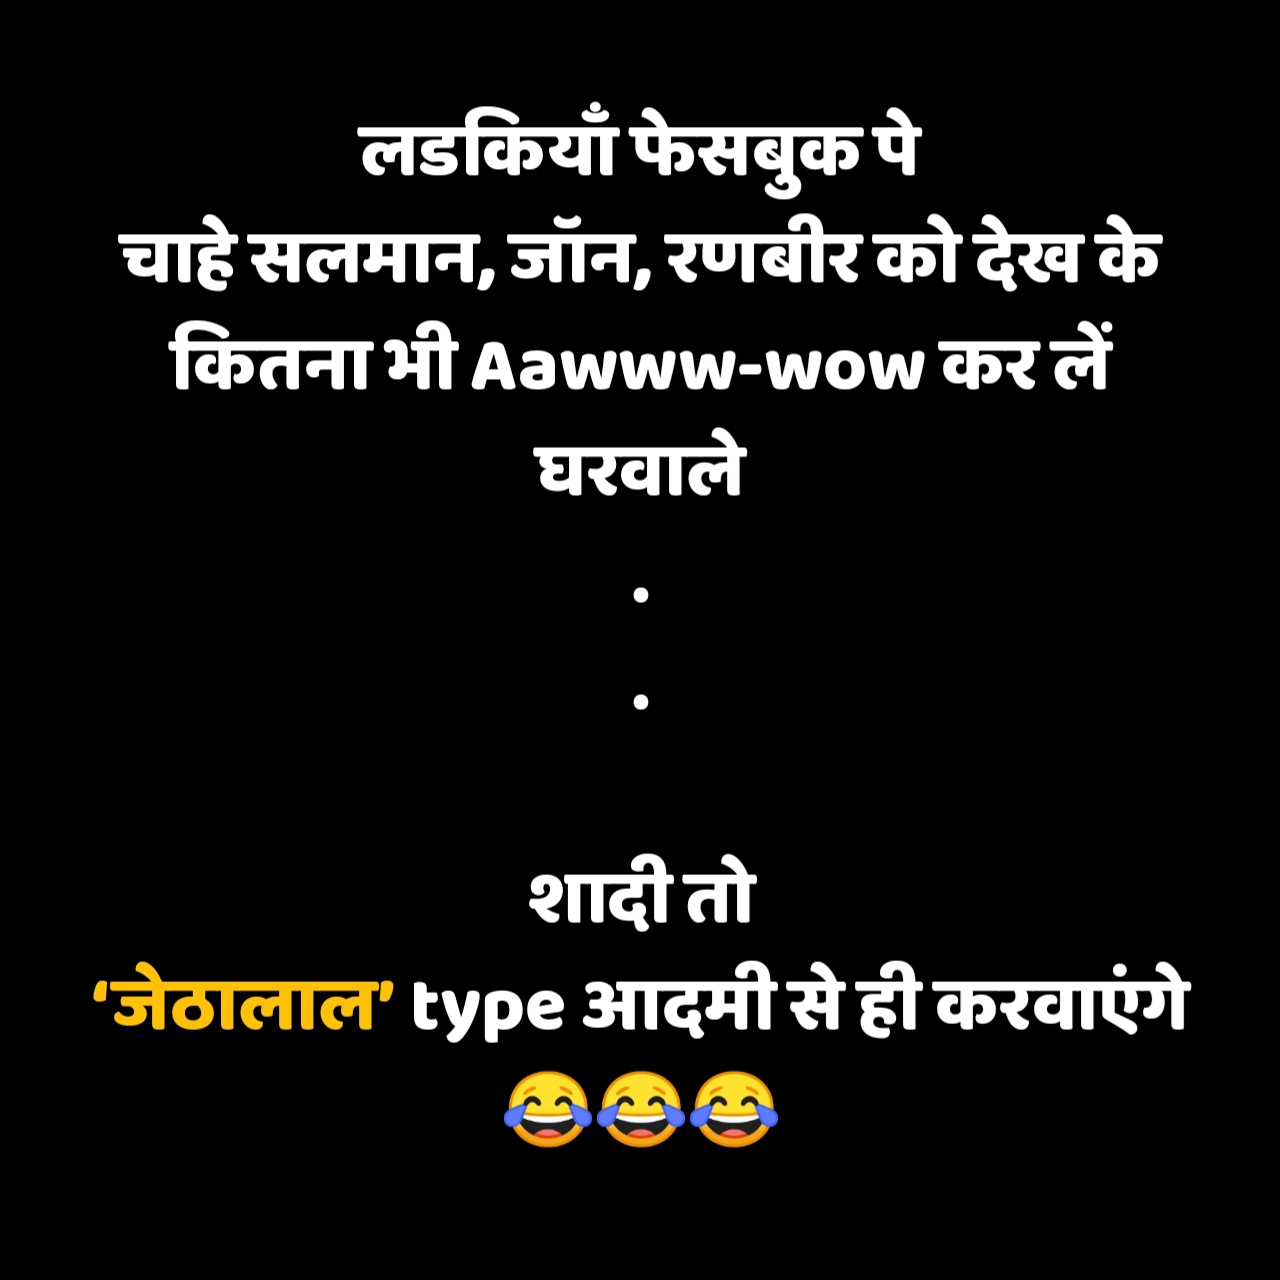 लडकियाँ फेसबुक पे
चाहे सलमान, जॉन, रणबीर को देख के
कितना भी Aawww-wow कर लें
घरवाले
.
.
शादी तो
‘जेठालाल’ type आदमी से ही करवाएंगे
😂😂😂